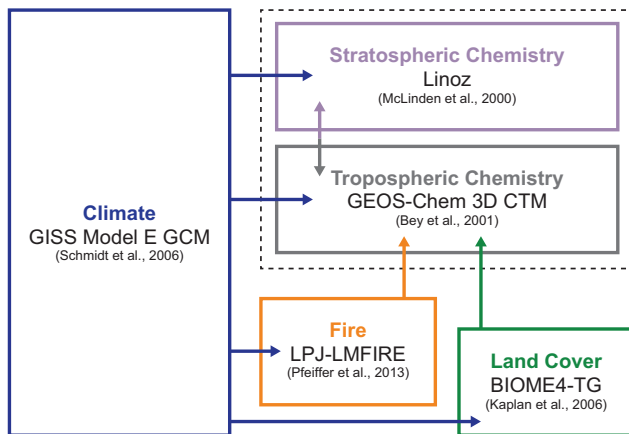 Stratospheric Chemistry
Linoz
(McLinden et al., 2000)
Tropospheric Chemistry
GEOS-Chem 3D CTM
(Bey et al., 2001)
Climate
GISS Model E GCM
(Schmidt et al., 2006)
Fire
LPJ-LMFIRE
(Pfeiffer et al., 2013)
Land Cover
BIOME4-TG
(Kaplan et al., 2006)